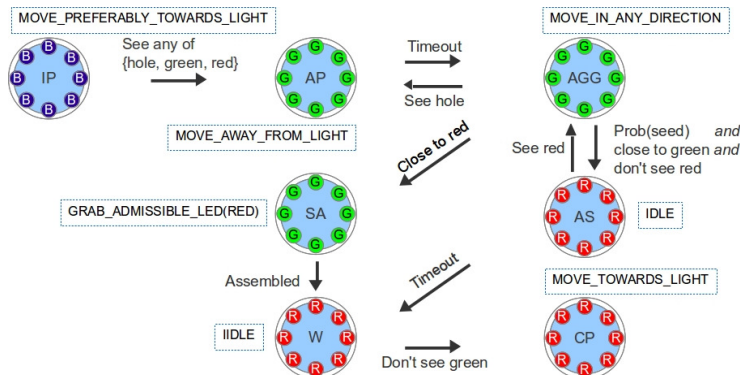 MOVE_PREFERABLY_TOWARDS_LIGHT
MOVE_IN_ANY_DIRECTION
See any of
{hole, green, red}
B B B B B B B B
IP
G G G G G G G G
AP
Timeout
See hole
G G G G G G G G
AGG
MOVE_AWAY_FROM_LIGHT
Close to red
See red
Prob(seed) and
close to green and
don't see red
GRAB_ADMISSIBLE_LED(RED)
G G G G G G G G
SA
R R R R R R R R
AS
IDLE
Assembled
Timeout
MOVE_TOWARDS_LIGHT
IIDLE
R R R R R R R R
W
Don't see green
R R R R R R R R
CP